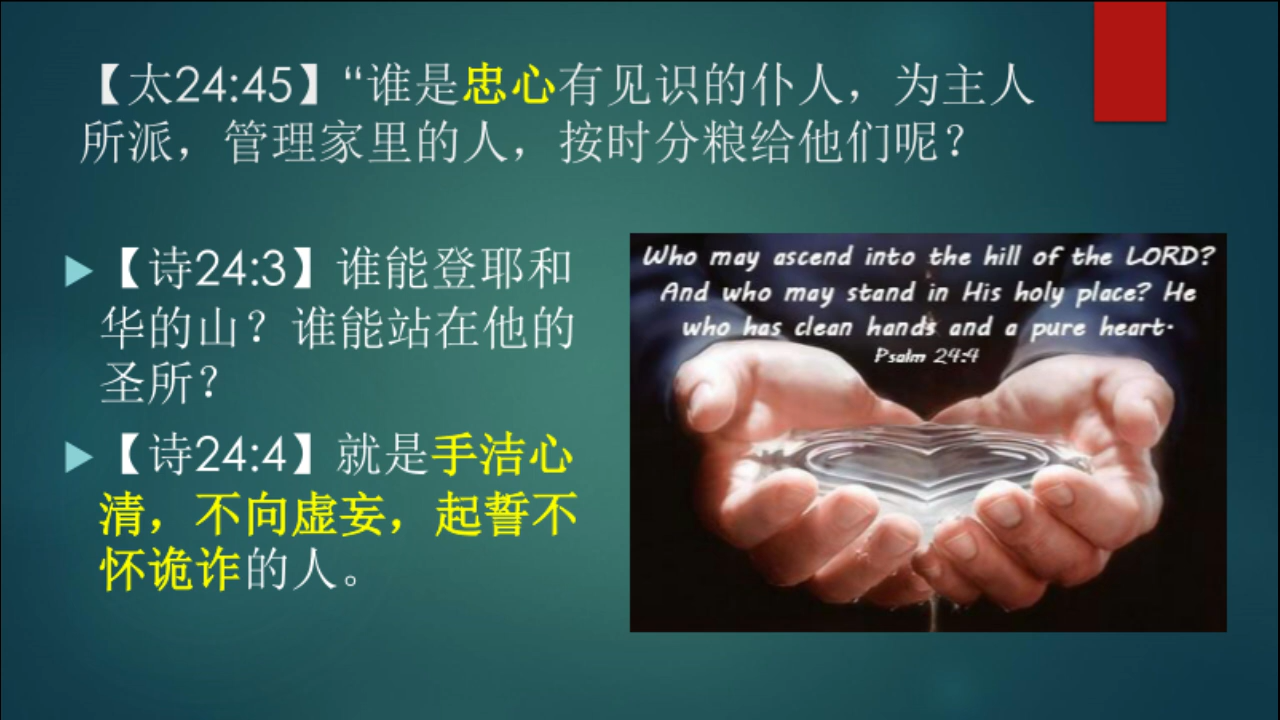 【太24:45】“谁是忠心有见识的仆人，为主人
所派，管理家里的人，按时分粮给他们呢？
【诗24:3】谁能登耶和
华的山？谁能站在他的
圣所？
【诗24:4】就是手洁心
清，不向虚妄，起誓不
怀诡诈的人。
Who may ascend into the hill of the LORD?
And who may stand in His holy place? He
who has clean hands and a pure heart.
Psalm 24:4